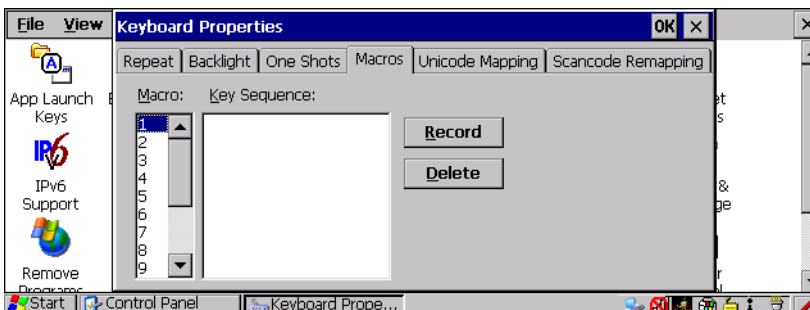 File View
Keyboard Properties OK
Repeat Backlight One Shots Macros Unicode Mapping Scancode Remapping
App Launch
Keys
IPv6
IPv6
Support
Remove
Programs
Macro: Key Sequence:
1
2
3
4
5
6
7
8
9
Record
Delete
&
Start Control Panel Keyboard Prope...